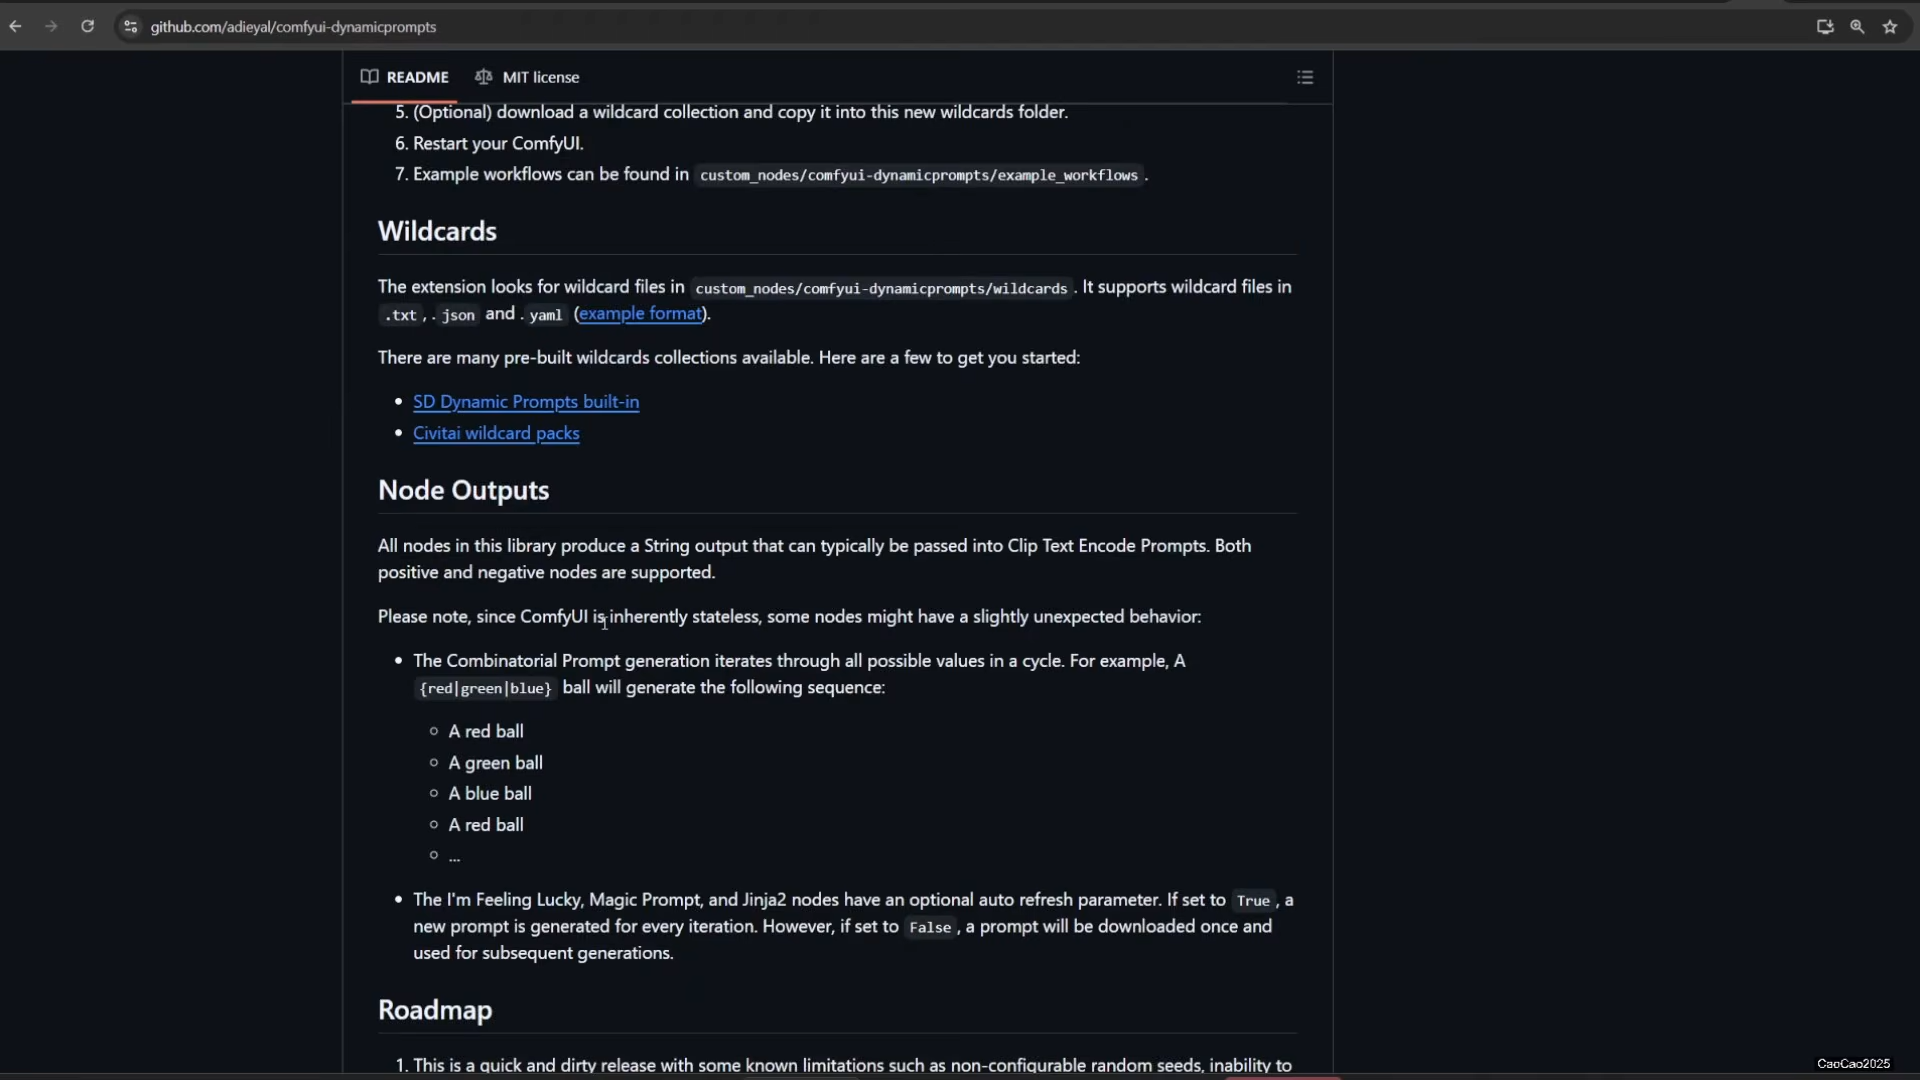 github.com/adieyal/comfyui-dynamicprompts
README MIT license
5. (Optional) download a wildcard collection and copy it into this new wildcards folder.
6. Restart your ComfyUI.
7. Example workflows can be found in custom_nodes/comfyui-dynamicprompts/example_workflows .
Wildcards
The extension looks for wildcard files in custom_nodes/comfyui-dynamicprompts/wildcards . It supports wildcard files in
.txt , . json and . yaml (example format).
There are many pre-built wildcards collections available. Here are a few to get you started:
• SD Dynamic Prompts built-in
• Civitai wildcard packs
Node Outputs
All nodes in this library produce a String output that can typically be passed into Clip Text Encode Prompts. Both
positive and negative nodes are supported.
Please note, since ComfyUI is inherently stateless, some nodes might have a slightly unexpected behavior:
• The Combinatorial Prompt generation iterates through all possible values in a cycle. For example, A
{red|green|blue} ball will generate the following sequence:
○ A red ball
○ A green ball
○ A blue ball
○ A red ball
○ ...
• The I'm Feeling Lucky, Magic Prompt, and Jinja2 nodes have an optional auto refresh parameter. If set to True , a
new prompt is generated for every iteration. However, if set to False , a prompt will be downloaded once and
used for subsequent generations.
Roadmap
1. This is a quick and dirty release with some known limitations such as non-configurable random seeds, inability to
CaoCao2025